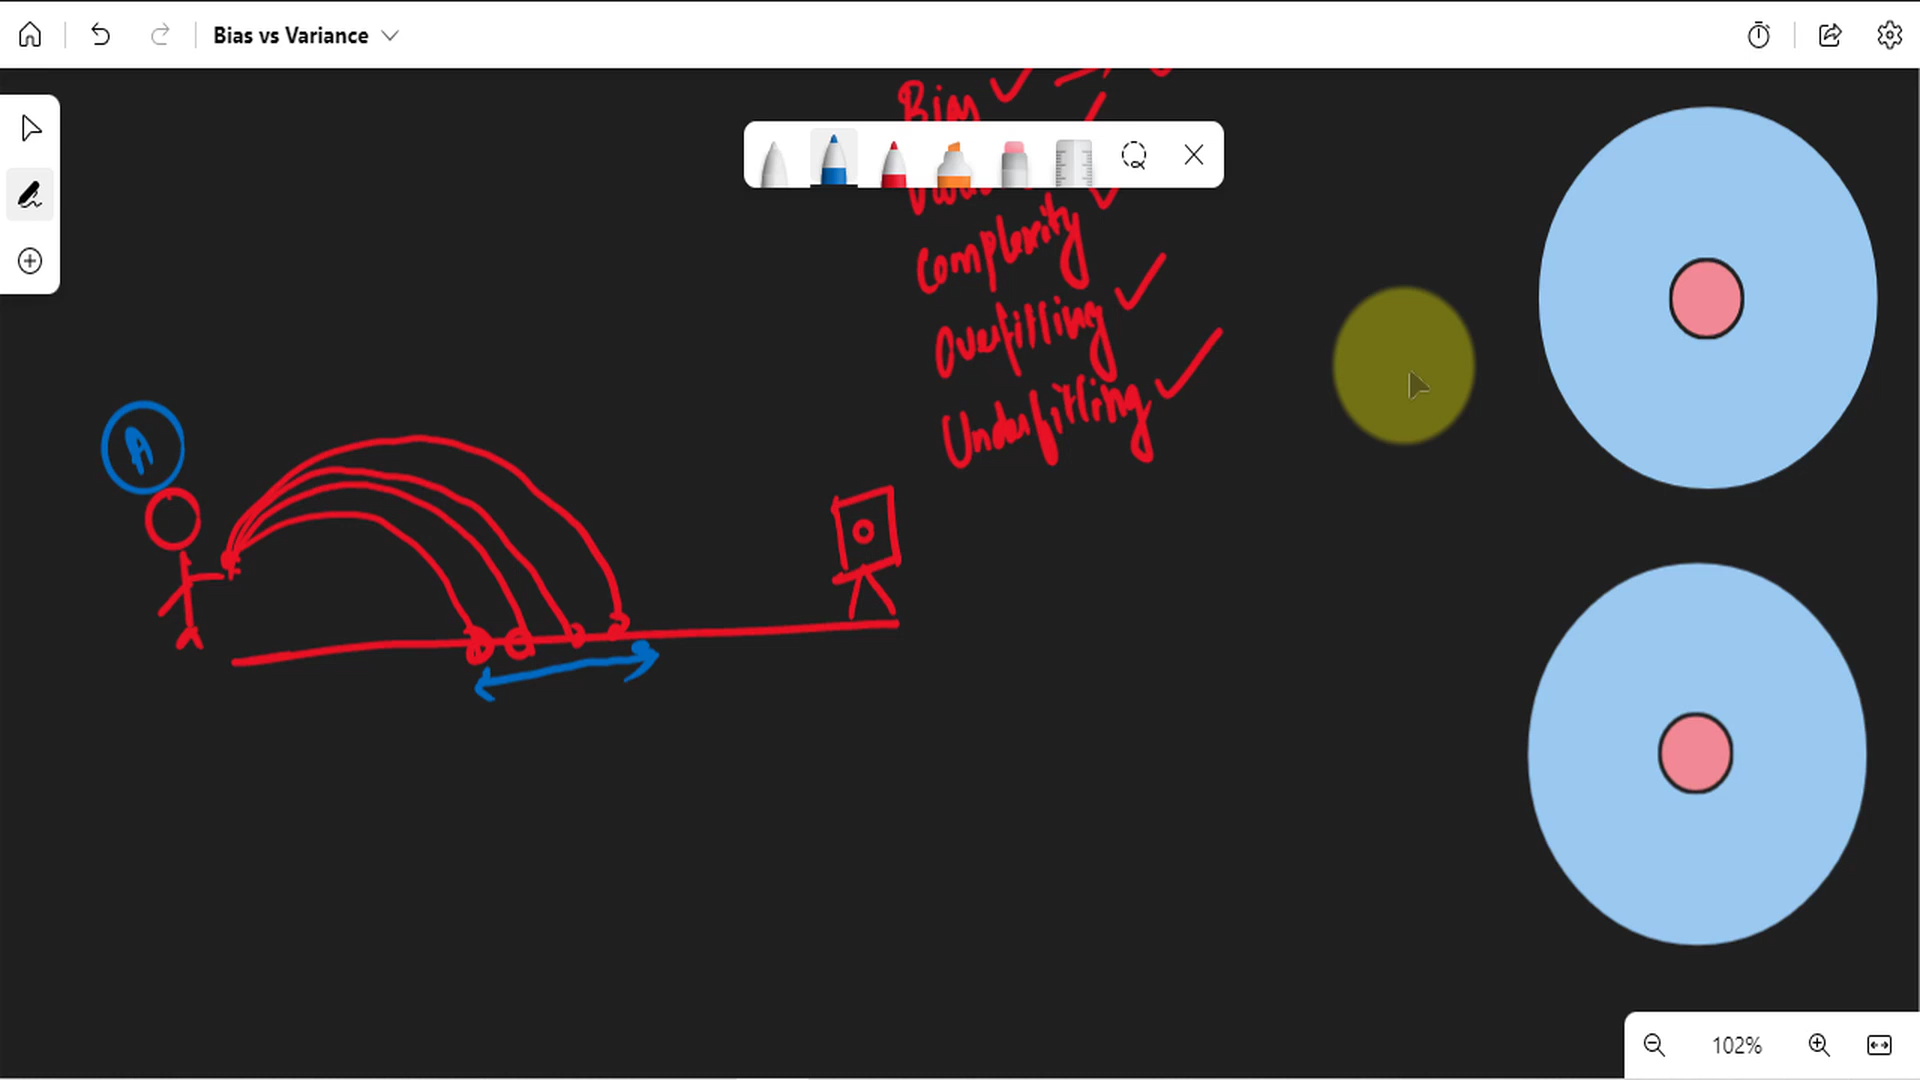 Bias vs Variance
Bias
Complexity
Overfitting
Underfitting
A
102%